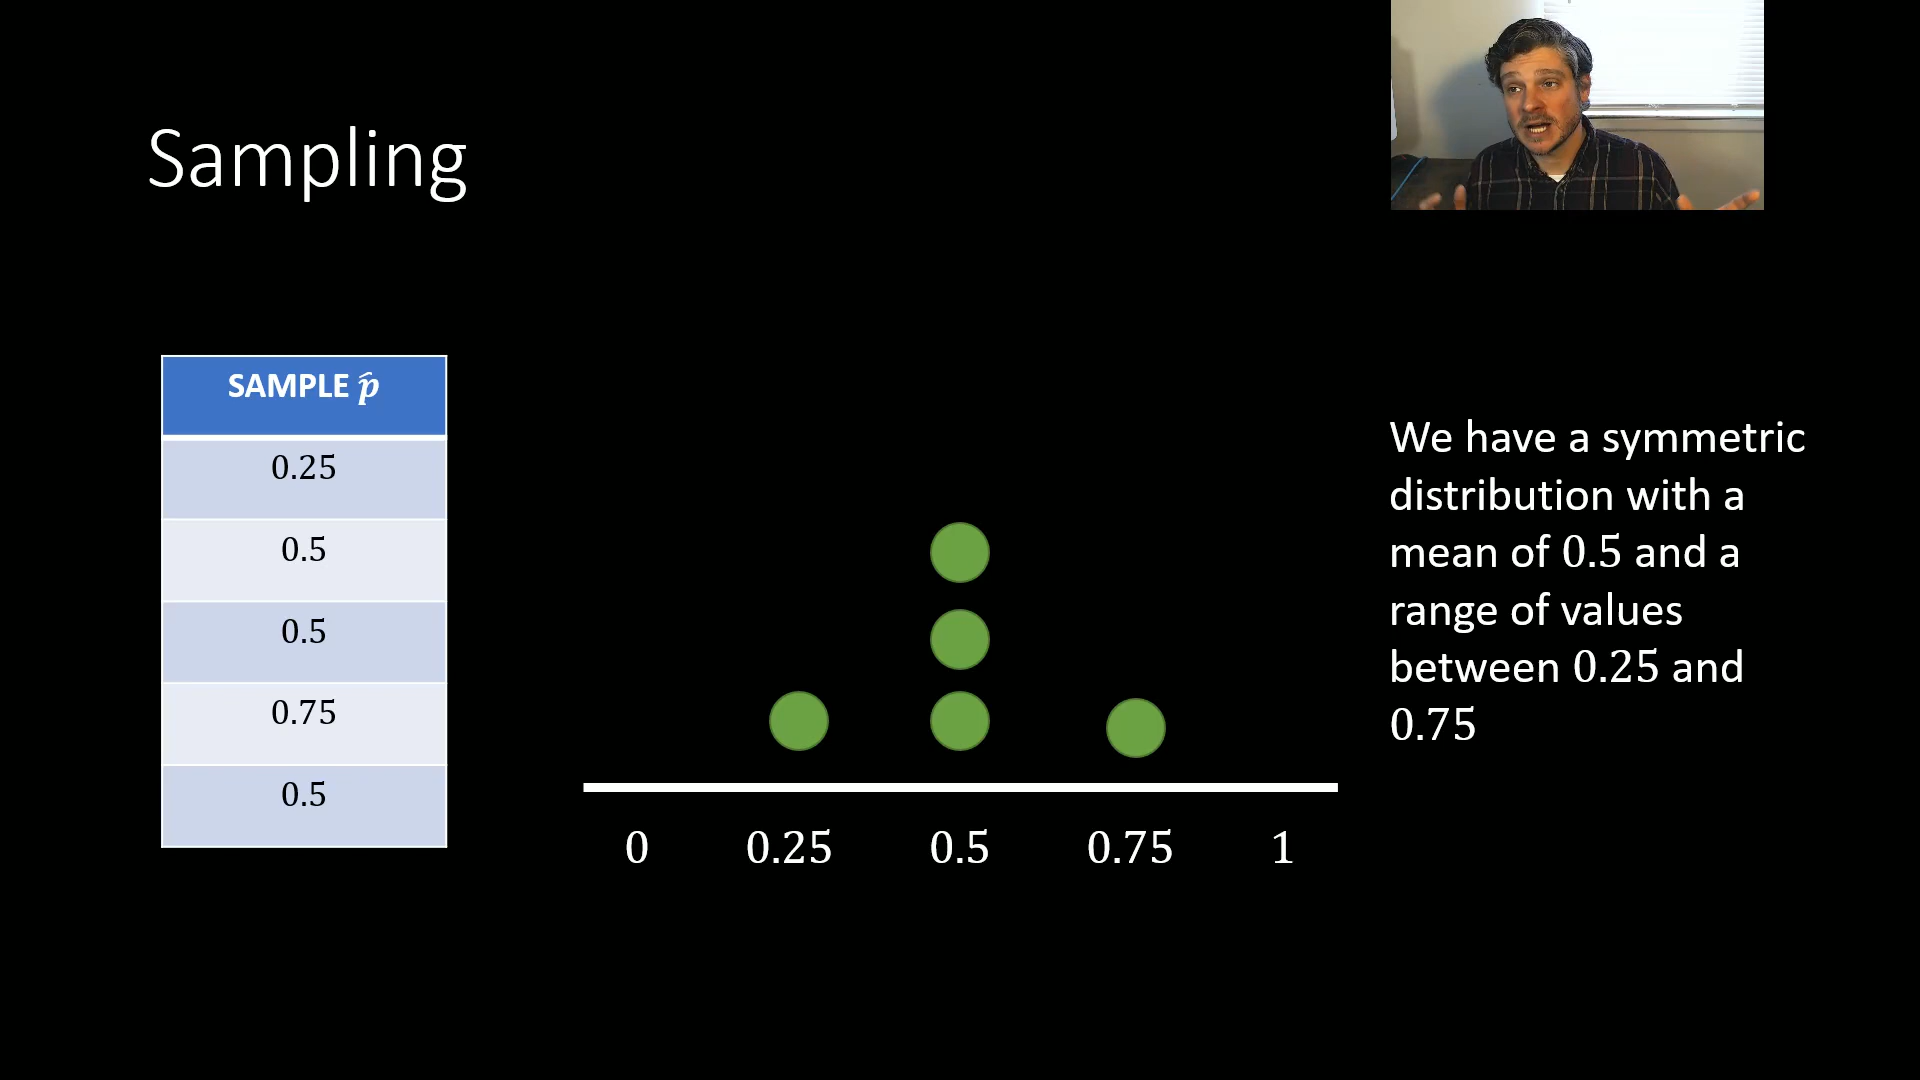 Sampling
SAMPLE p̂
0.25
0.5
0.5
0.75
0.5
0 0.25 0.5 0.75 1
We have a symmetric
distribution with a
mean of 0.5 and a
range of values
between 0.25 and
0.75